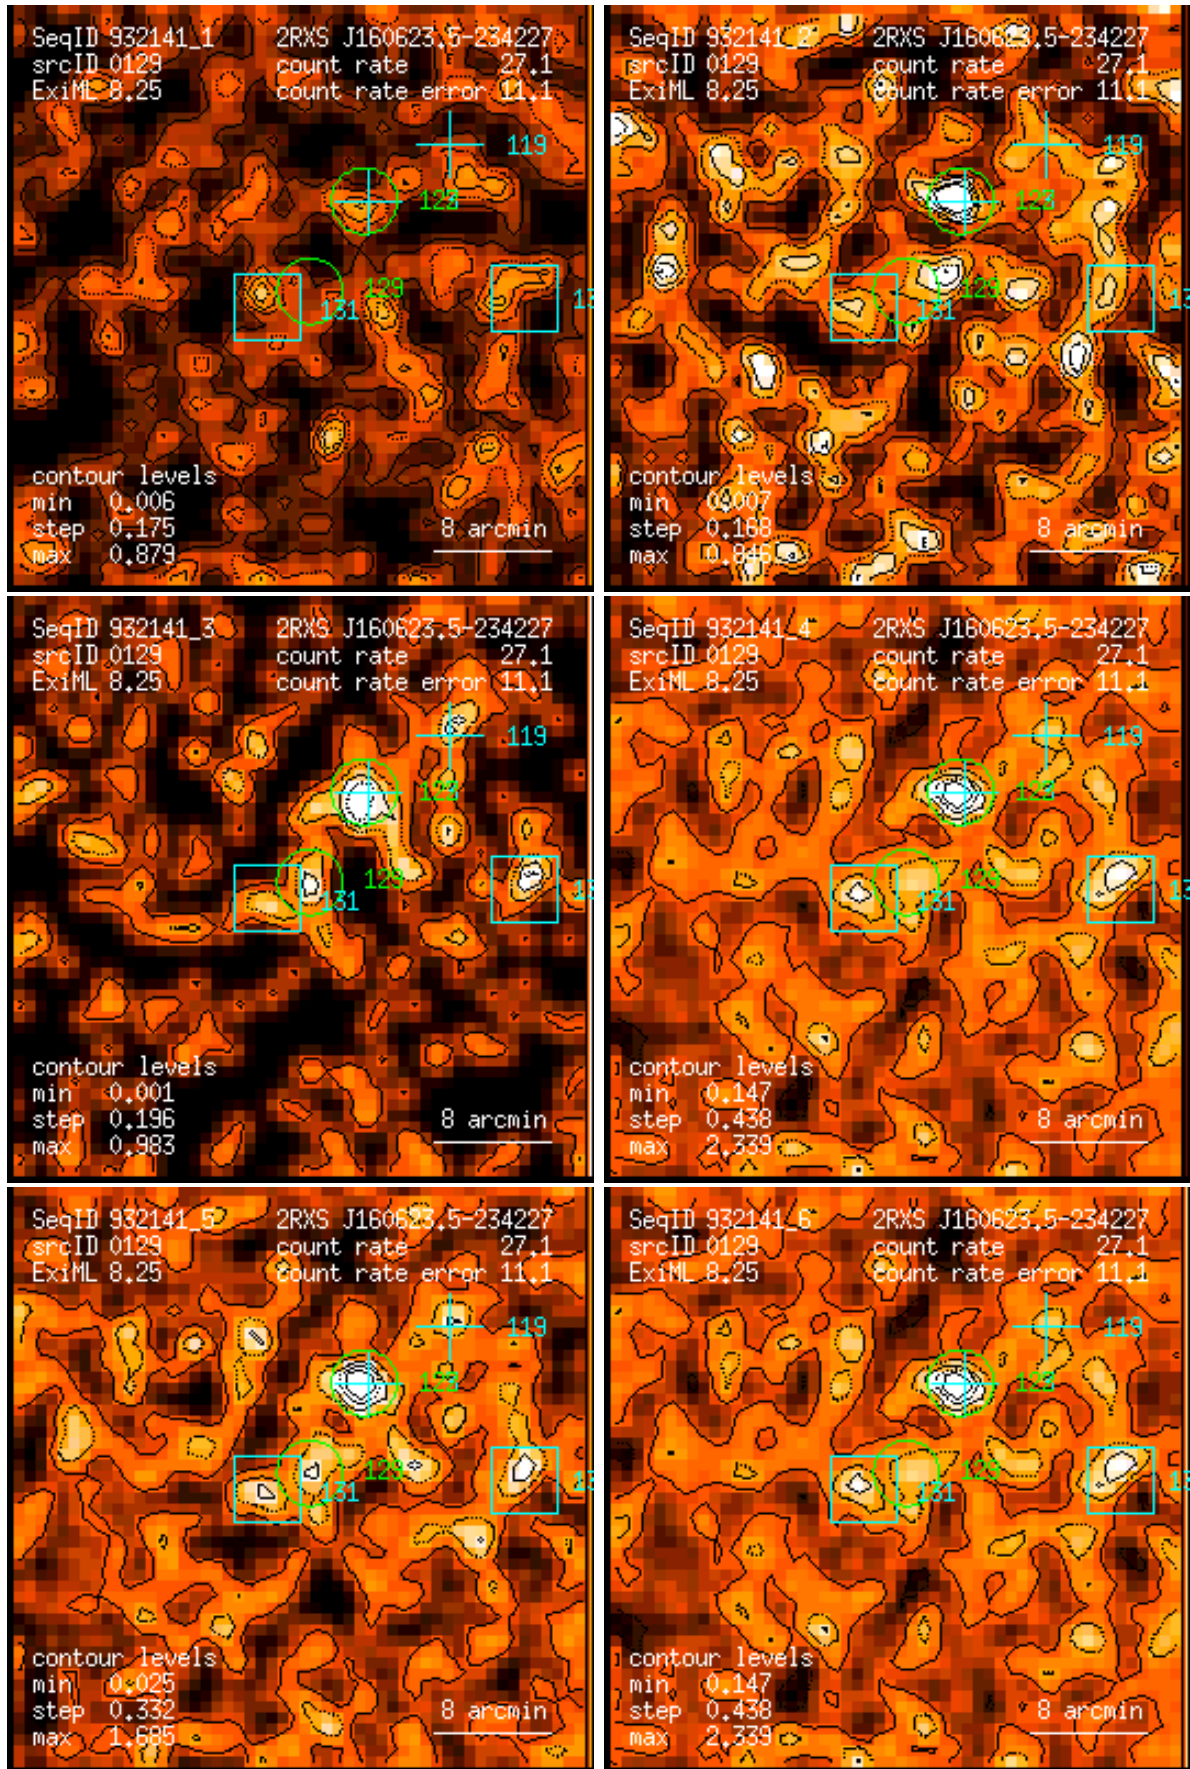 SeqID 932141_1 2RXS J160623.5-234227
srcID 0129 count rate 27.1
ExiML 8.25 count rate error 11.1
119
129
131
contour levels
min 0.006
step 0.175 8 arcmin
max 0.879
SeqID 932141_2 2RXS J160623.5-234227
srcID 0129 count rate 27.1
ExiML 8.25 count rate error 11.1
119
129
131
contour levels
min 0.007
step 0.168 8 arcmin
max 0.846
SeqID 932141_3 2RXS J160623.5-234227
srcID 0129 count rate 27.1
ExiML 8.25 count rate error 11.1
119
129
131
contour levels
min 0.001
step 0.196 8 arcmin
max 0.983
SeqID 932141_4 2RXS J160623.5-234227
srcID 0129 count rate 27.1
ExiML 8.25 count rate error 11.1
119
129
131
contour levels
min 0.147
step 0.438 8 arcmin
max 2.339
SeqID 932141_5 2RXS J160623.5-234227
srcID 0129 count rate 27.1
ExiML 8.25 count rate error 11.1
119
129
131
contour levels
min 0.025
step 0.332 8 arcmin
max 1.685
SeqID 932141_6 2RXS J160623.5-234227
srcID 0129 count rate 27.1
ExiML 8.25 count rate error 11.1
119
129
131
contour levels
min 0.147
step 0.438 8 arcmin
max 2.339